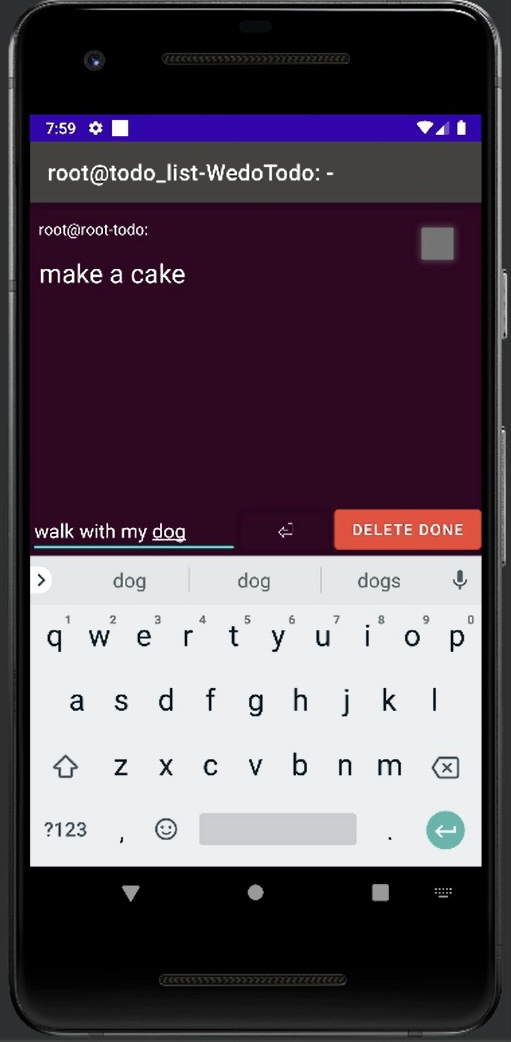 7:59
root@todo_list-WedoTodo: -
root@root-todo:
make a cake
walk with my dog
DELETE DONE
dog dog dogs
1 2 3 4 5 6 7 8 9 0
q w e r t y u i o p
a s d f g h j k l
z x c v b n m
?123 , .